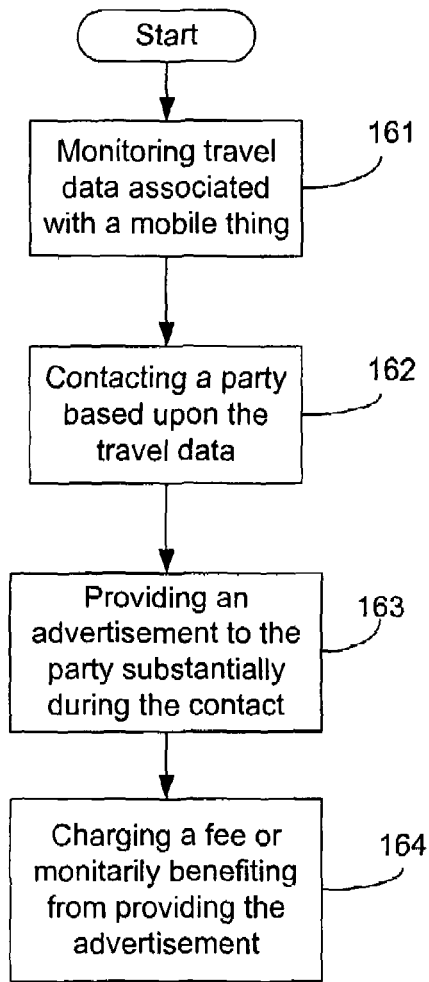 Start
161
Monitoring travel
data associated
with a mobile thing
162
Contacting a party
based upon the
travel data
163
Providing an
advertisement to the
party substantially
during the contact
164
Charging a fee or
monitarily benefiting
from providing the
advertisement